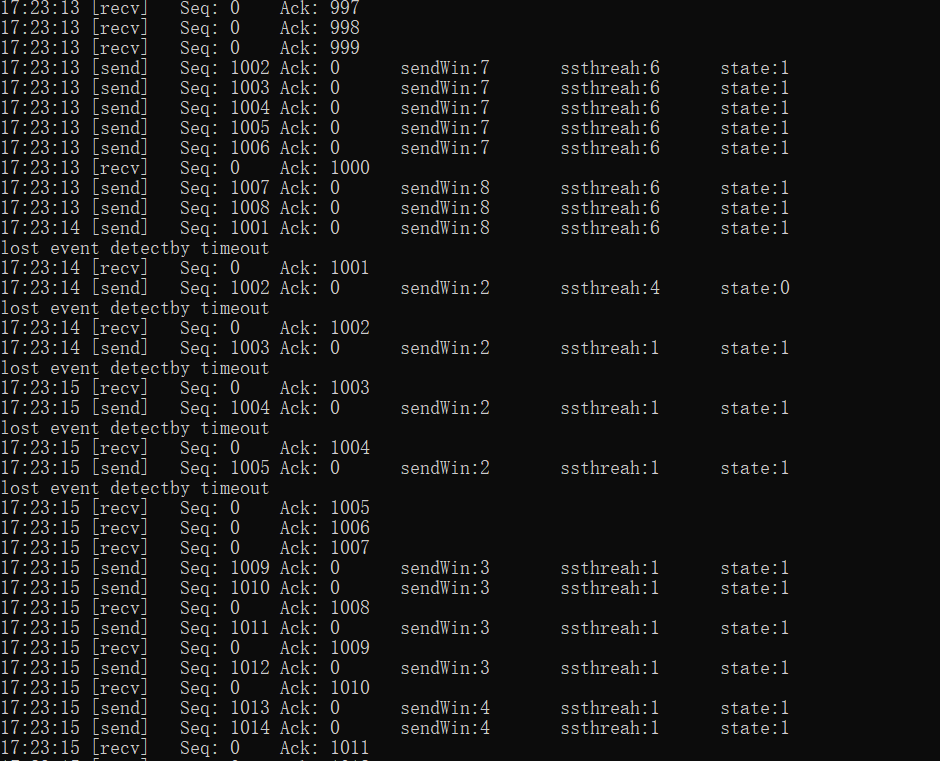 17:23:13 [recv] Seq: 0 Ack: 997
17:23:13 [recv] Seq: 0 Ack: 998
17:23:13 [recv] Seq: 0 Ack: 999
17:23:13 [send] Seq: 1002 Ack: 0 sendWin:7 ssthreah:6 state:1
17:23:13 [send] Seq: 1003 Ack: 0 sendWin:7 ssthreah:6 state:1
17:23:13 [send] Seq: 1004 Ack: 0 sendWin:7 ssthreah:6 state:1
17:23:13 [send] Seq: 1005 Ack: 0 sendWin:7 ssthreah:6 state:1
17:23:13 [send] Seq: 1006 Ack: 0 sendWin:7 ssthreah:6 state:1
17:23:13 [recv] Seq: 0 Ack: 1000
17:23:13 [send] Seq: 1007 Ack: 0 sendWin:8 ssthreah:6 state:1
17:23:13 [send] Seq: 1008 Ack: 0 sendWin:8 ssthreah:6 state:1
17:23:14 [send] Seq: 1001 Ack: 0 sendWin:8 ssthreah:6 state:1
lost event detectby timeout
17:23:14 [recv] Seq: 0 Ack: 1001
17:23:14 [send] Seq: 1002 Ack: 0 sendWin:2 ssthreah:4 state:0
lost event detectby timeout
17:23:14 [recv] Seq: 0 Ack: 1002
17:23:14 [send] Seq: 1003 Ack: 0 sendWin:2 ssthreah:1 state:1
lost event detectby timeout
17:23:15 [recv] Seq: 0 Ack: 1003
17:23:15 [send] Seq: 1004 Ack: 0 sendWin:2 ssthreah:1 state:1
lost event detectby timeout
17:23:15 [recv] Seq: 0 Ack: 1004
17:23:15 [send] Seq: 1005 Ack: 0 sendWin:2 ssthreah:1 state:1
lost event detectby timeout
17:23:15 [recv] Seq: 0 Ack: 1005
17:23:15 [recv] Seq: 0 Ack: 1006
17:23:15 [recv] Seq: 0 Ack: 1007
17:23:15 [send] Seq: 1009 Ack: 0 sendWin:3 ssthreah:1 state:1
17:23:15 [send] Seq: 1010 Ack: 0 sendWin:3 ssthreah:1 state:1
17:23:15 [recv] Seq: 0 Ack: 1008
17:23:15 [send] Seq: 1011 Ack: 0 sendWin:3 ssthreah:1 state:1
17:23:15 [recv] Seq: 0 Ack: 1009
17:23:15 [send] Seq: 1012 Ack: 0 sendWin:3 ssthreah:1 state:1
17:23:15 [recv] Seq: 0 Ack: 1010
17:23:15 [send] Seq: 1013 Ack: 0 sendWin:4 ssthreah:1 state:1
17:23:15 [send] Seq: 1014 Ack: 0 sendWin:4 ssthreah:1 state:1
17:23:15 [recv] Seq: 0 Ack: 1011